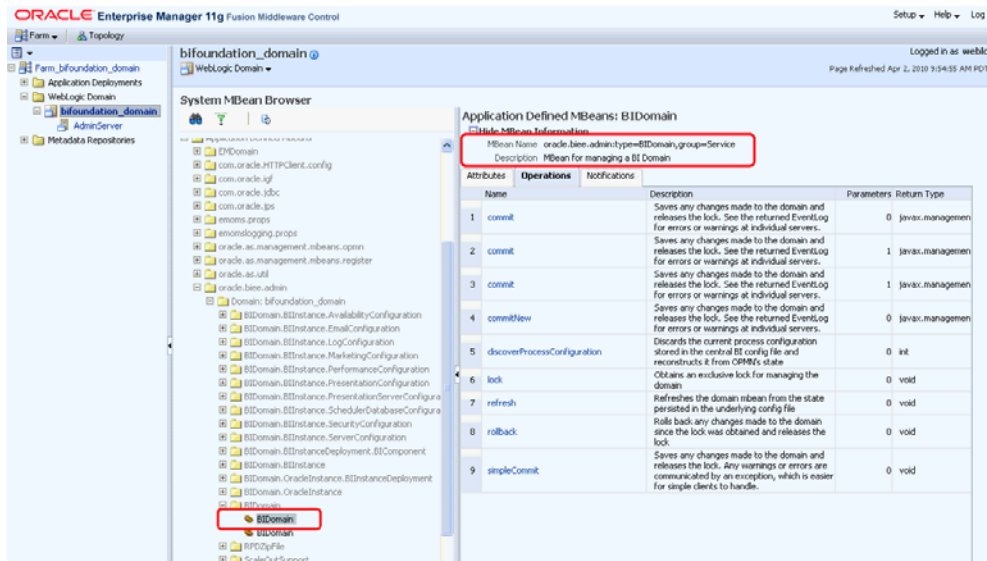 ORACLE Enterprise Manager 11g Fusion Middleware Control
Setup Help Log
Farm Topology
bifoundation_domain
Logged in as weblo
WebLogic Domain
Page Refreshed Apr 2, 2010 9:54:55 AM PDT
Farm_bifoundation_domain
Application Deployments
WebLogic Domain
bifoundation_domain
AdminServer
Metadata Repositories
System MBean Browser
Application Defined MBeans
EMDomain
com.oracle.HTTPClient.config
com.oracle.igf
com.oracle.jdbc
com.oracle.jps
emoms.props
emomslogging.props
oracle.as.management.mbeans.opmn
oracle.as.management.mbeans.register
oracle.as.util
oracle.biee.admin
Domain: bifoundation_domain
BIDomain.BIInstance.AvailabilityConfiguration
BIDomain.BIInstance.EmailConfiguration
BIDomain.BIInstance.LogConfiguration
BIDomain.BIInstance.MarketingConfiguration
BIDomain.BIInstance.PerformanceConfiguration
BIDomain.BIInstance.PresentationConfiguration
BIDomain.BIInstance.PresentationServerConfigura
BIDomain.BIInstance.SchedulerDatabaseConfigura
BIDomain.BIInstance.SecurityConfiguration
BIDomain.BIInstance.ServerConfiguration
BIDomain.BIInstanceDeployment.BIComponent
BIDomain.BIInstance
BIDomain.OracleInstance.BIInstanceDeployment
BIDomain.OracleInstance
BIDomain
BIDomain
BIDomain
RPDZipFile
ScaleOutSupport
Application Defined MBeans: BIDomain
Hide MBean Information
MBean Name oracle.biee.admin:type=BIDomain,group=Service
Description MBean for managing a BI Domain
Attributes Operations Notifications
Name Description Parameters Return Type
1 commit Saves any changes made to the domain and releases the lock. See the returned EventLog for errors or warnings at individual servers. 0 javax.managemen
2 commit Saves any changes made to the domain and releases the lock. See the returned EventLog for errors or warnings at individual servers. 1 javax.managemen
3 commit Saves any changes made to the domain and releases the lock. See the returned EventLog for errors or warnings at individual servers. 1 javax.managemen
4 commitNew Saves any changes made to the domain and releases the lock. See the returned EventLog for errors or warnings at individual servers. 0 javax.managemen
5 discoverProcessConfiguration Discards the current process configuration stored in the central BI config file and reconstructs it from OPMN's state 0 int
6 lock Obtains an exclusive lock for managing the domain 0 void
7 refresh Refreshes the domain mbean from the state persisted in the underlying config file 0 void
8 rollback Rolls back any changes made to the domain since the lock was obtained and releases the lock 0 void
9 simpleCommit Saves any changes made to the domain and releases the lock. Any warnings or errors are communicated by an exception, which is easier for simple clients to handle. 0 void